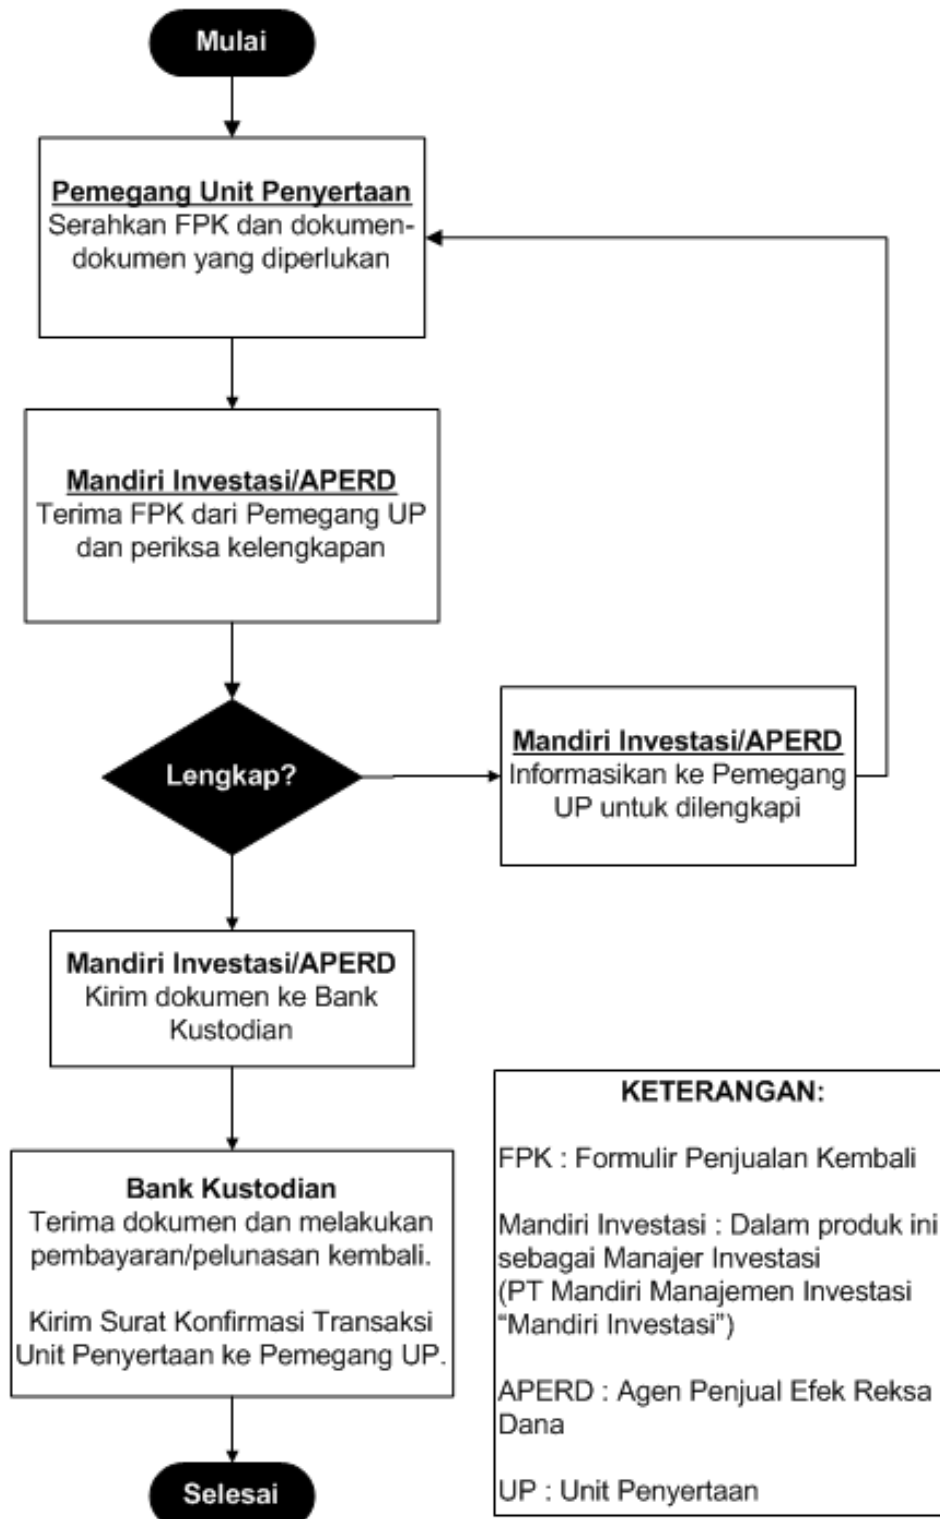 Mulai
Pemegang Unit Penyertaan
Serahkan FPK dan dokumen-
dokumen yang diperlukan
Mandiri Investasi/APERD
Terima FPK dari Pemegang UP
dan periksa kelengkapan
Lengkap?
Mandiri Investasi/APERD
Informasikan ke Pemegang
UP untuk dilengkapi
Mandiri Investasi/APERD
Kirim dokumen ke Bank
Kustodian
Bank Kustodian
Terima dokumen dan melakukan
pembayaran/pelunasan kembali.
Kirim Surat Konfirmasi Transaksi
Unit Penyertaan ke Pemegang UP.
Selesai
KETERANGAN:
FPK : Formulir Penjualan Kembali
Mandiri Investasi : Dalam produk ini
sebagai Manajer Investasi
(PT Mandiri Manajemen Investasi
“Mandiri Investasi”)
APERD : Agen Penjual Efek Reksa
Dana
UP : Unit Penyertaan